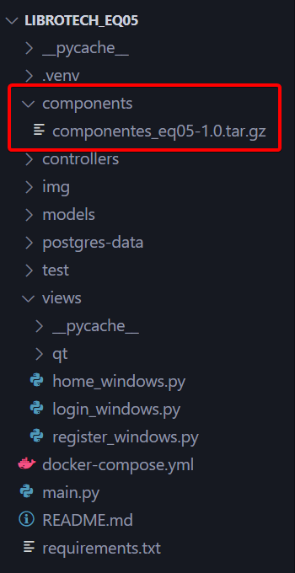 LIBROTECH_EQ05
__pycache__
.venv
components
componentes_eq05-1.0.tar.gz
controllers
img
models
postgres-data
test
views
__pycache__
qt
home_windows.py
login_windows.py
register_windows.py
docker-compose.yml
main.py
README.md
requirements.txt